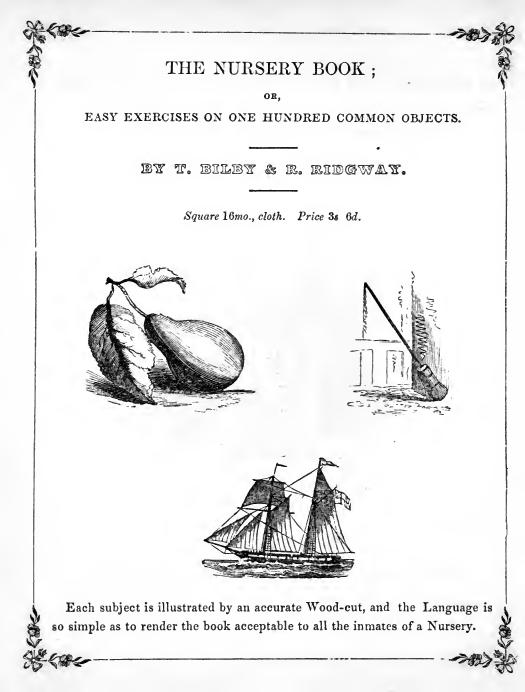 THE NURSERY BOOK;
OR,
EASY EXERCISES ON ONE HUNDRED COMMON OBJECTS.
BY T. BILBY & R. RIDGWAY.
Square 16mo., cloth. Price 3s 6d.
Each subject is illustrated by an accurate Wood-cut, and the Language is
so simple as to render the book acceptable to all the inmates of a Nursery.